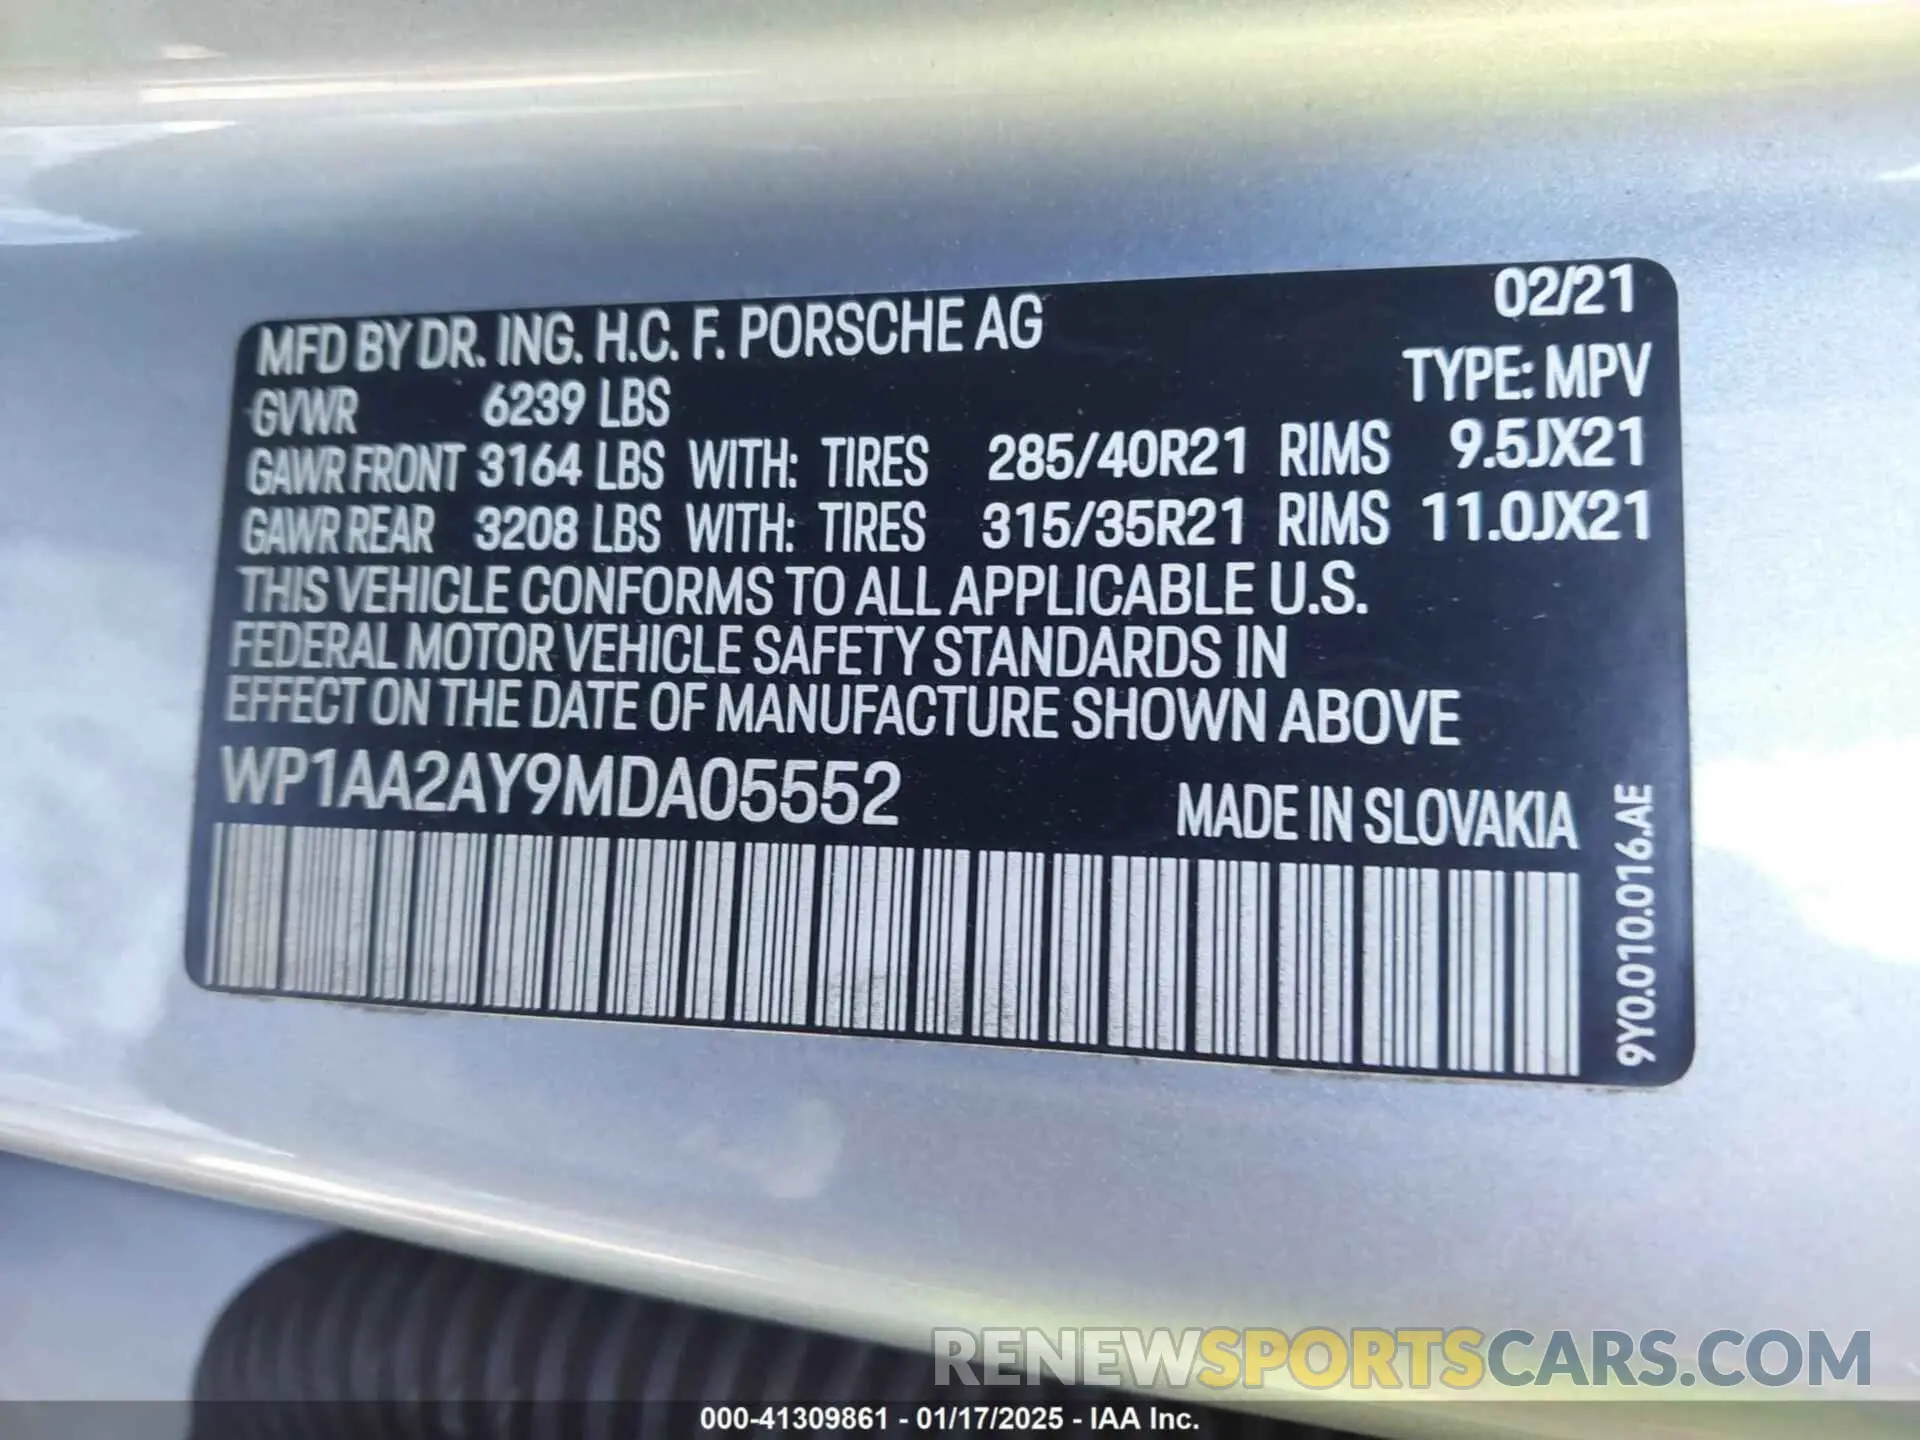 02/21
MFD BY DR. ING. H.C. F. PORSCHE AG
TYPE: MPV
GVWR 6239 LBS
GAWR FRONT 3164 LBS WITH: TIRES 285/40R21 RIMS 9.5JX21
GAWR REAR 3208 LBS WITH: TIRES 315/35R21 RIMS 11.0JX21
THIS VEHICLE CONFORMS TO ALL APPLICABLE U.S.
FEDERAL MOTOR VEHICLE SAFETY STANDARDS IN
EFFECT ON THE DATE OF MANUFACTURE SHOWN ABOVE
WP1AA2AY9MDA05552
MADE IN SLOVAKIA
9Y0.010.016.AE
RENEWSPORTSCARS.COM
000-41309861 - 01/17/2025 - IAA Inc.